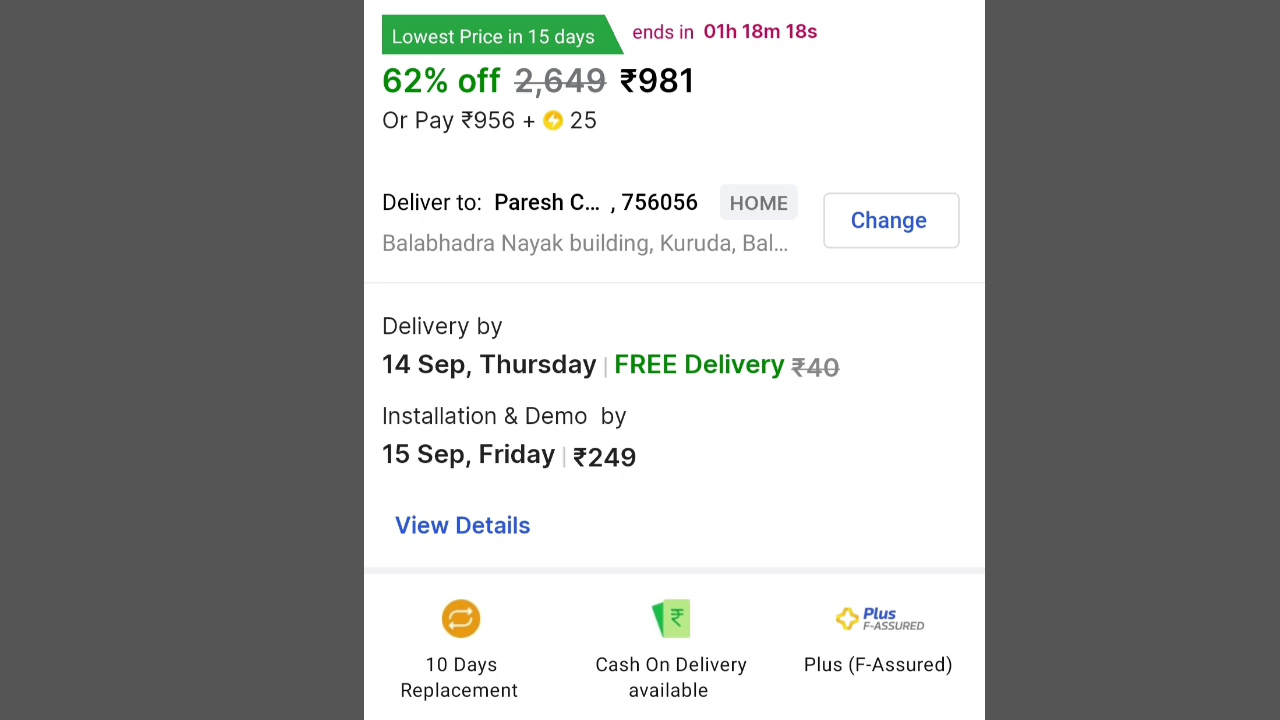 Lowest Price in 15 days ends in 01h 18m 18s
62% off 2,649 ₹981
Or Pay ₹956 + 25
Deliver to: Paresh C... , 756056 HOME
Change
Balabhadra Nayak building, Kuruda, Bal...
Delivery by
14 Sep, Thursday | FREE Delivery ₹40
Installation & Demo by
15 Sep, Friday | ₹249
View Details
Plus
F-ASSURED
10 Days
Replacement
Cash On Delivery
available
Plus (F-Assured)